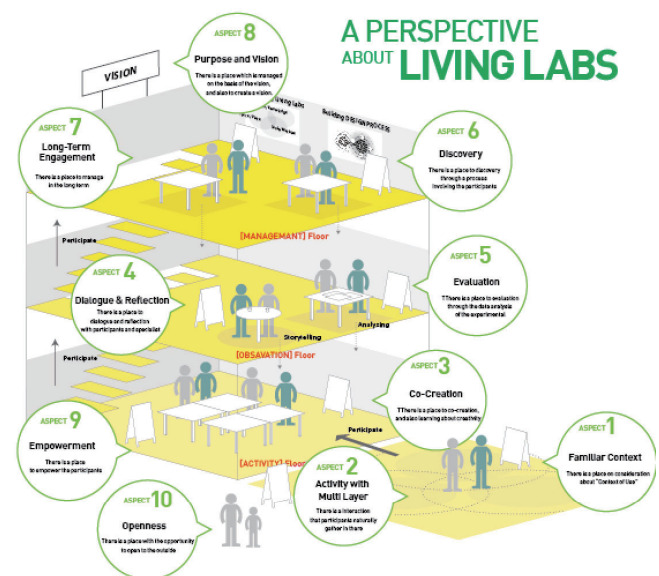 A PERSPECTIVE
ABOUT LIVING LABS
VISION
ASPECT 8
Purpose and Vision
There is a place which is managed
on the basis of the vision,
and also to create a vision.
Living Labs
Building DESIGN PROCESS
ASPECT 7
Long-Term
Engagement
There is a place to manage
in the long term
ASPECT 6
Discovery
There is a place to discovery
through a process
involving the participants
[MANAGEMANT] Floor
Participate
ASPECT 4
Dialogue & Reflection
There is a place to
dialogue and reflection
with participants and specialist
ASPECT 5
Evaluation
TThere is a place to evaluation
through the data analysis
of the experimental
Storytelling
Analyzing
[OBSAVATION] Floor
Participate
ASPECT 3
Co-Creation
TThere is a place to co-creation,
and also learning about creativity
ASPECT 9
Empowerment
There is a place
to empower the participants
Participate
[ACTIVITY] Floor
ASPECT 1
Familiar Context
There is a place on consideration
about "Context of Use"
ASPECT 2
Activity with
Multi Layer
There is a interaction
that participants naturally
gather in there
ASPECT 10
Openness
There is a place with the opportunity
to open to the outside